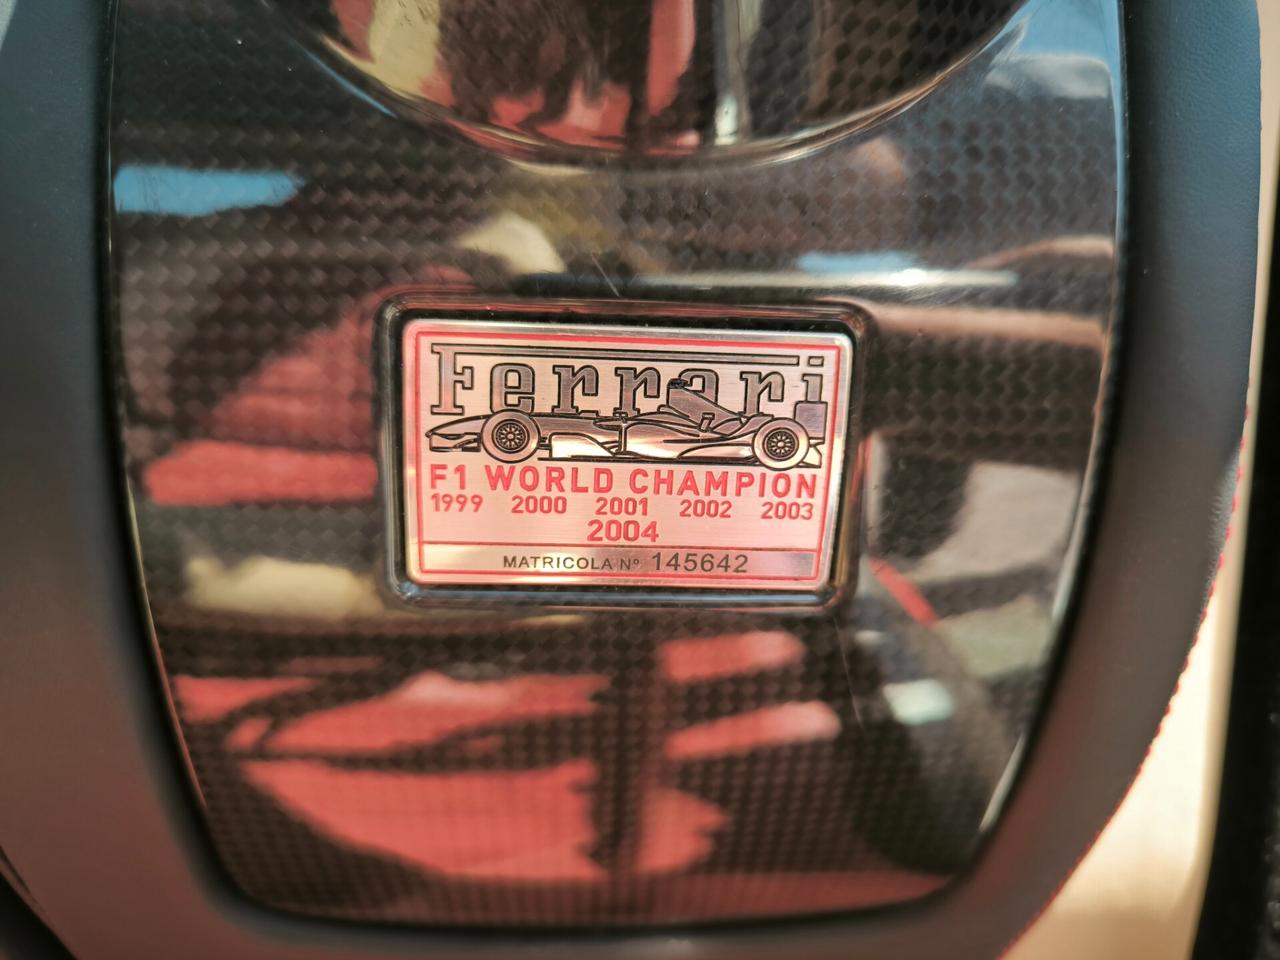 Ferrari
F1 WORLD CHAMPION
1999 2000 2001 2002 2003
2004
MATRICOLA Nº 145642